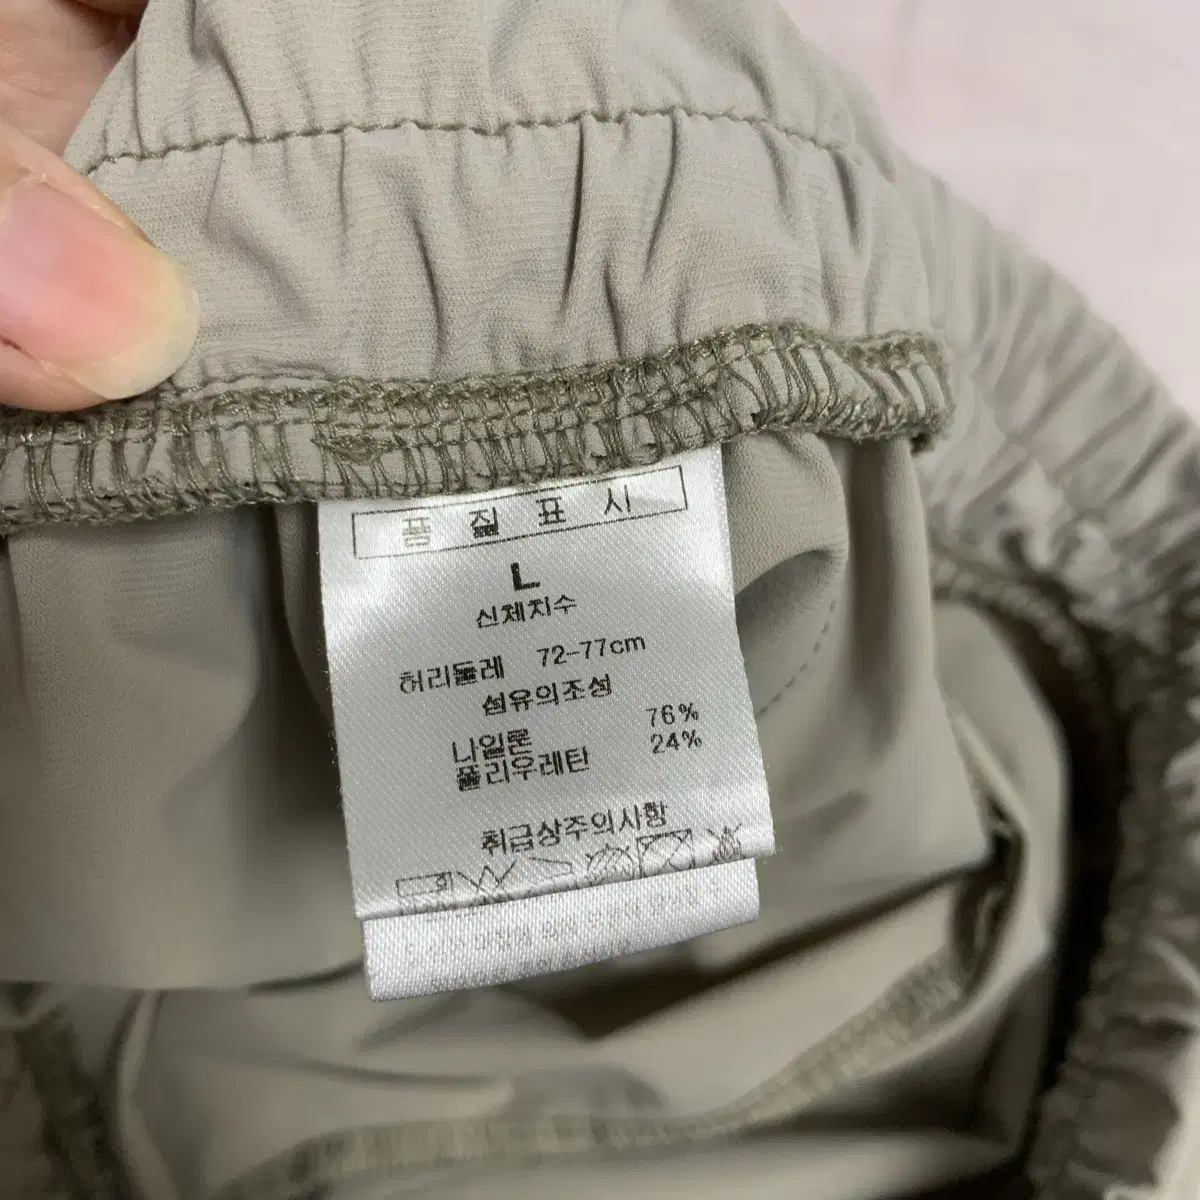 품 질 표 시
L
신체치수
허리둘레 72-77cm
섬유의조성
나일론 76%
폴리우레탄 24%
취급상주의사항